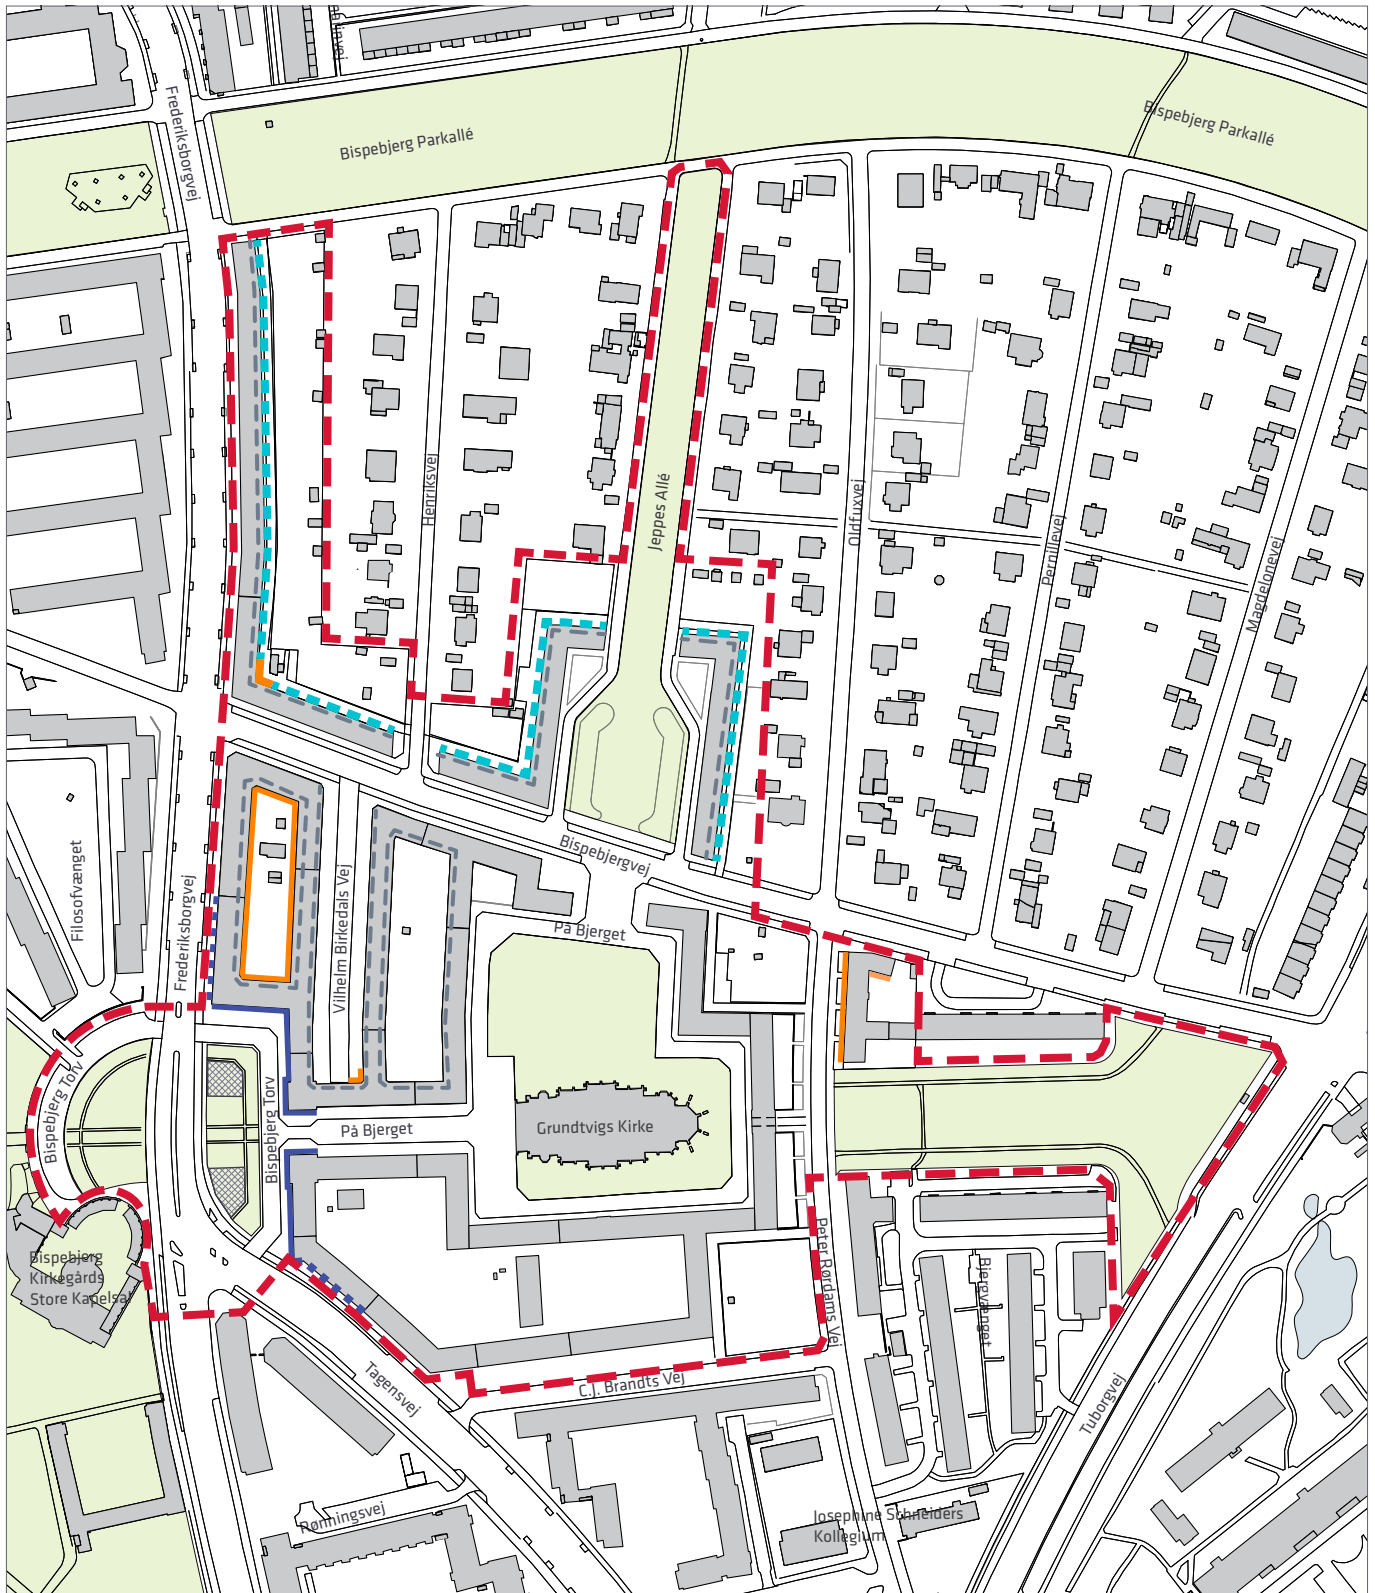 Frederiksborgvej
Bispebjerg Parkallé
Bispebjerg Parkallé
Henriksvej
Jeppes Allé
Oldfuxvej
Pernillevej
Magdelonevej
Filosofvænget
Frederiksborgvej
Vilhelm Birkedals Vej
Bispebjergvej
På Bjerget
Bispebjerg Torv
Bispebjerg Torv
På Bjerget
Grundtvigs Kirke
Bispebjerg
Kirkegårds
Store Kapelsal
Peter Rørdams Vej
Bjergvænget
Tagensvej
C.J. Brandts Vej
Tuborgvej
Rønningsvej
Josephine Schneiders
Kollegium